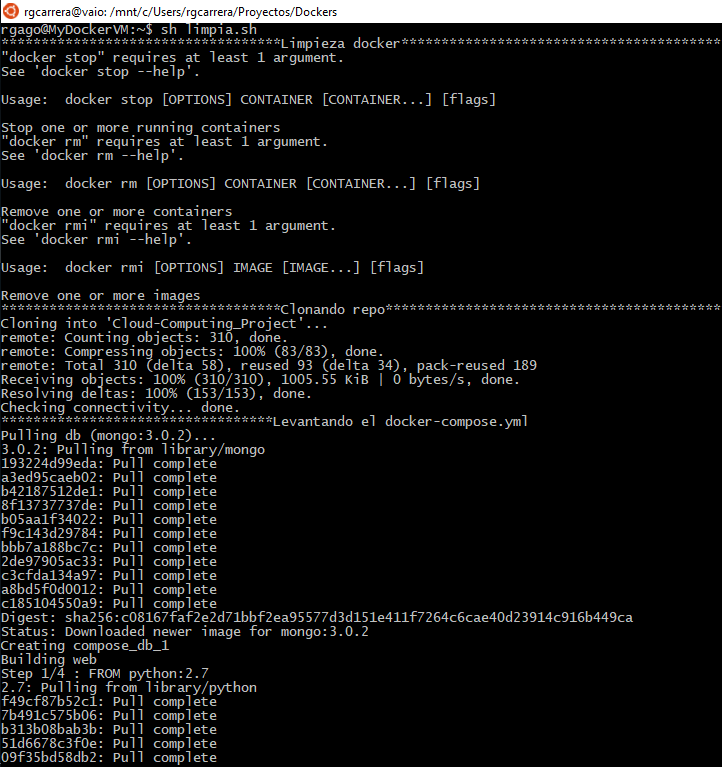 rgcarrera@vaio: /mnt/c/Users/rgcarrera/Proyectos/Dockers
rgago@MyDockerVM:~$ sh limpia.sh
***********************************Limpieza docker****************************************
"docker stop" requires at least 1 argument.
See 'docker stop --help'.
Usage:  docker stop [OPTIONS] CONTAINER [CONTAINER...] [flags]
Stop one or more running containers
"docker rm" requires at least 1 argument.
See 'docker rm --help'.
Usage:  docker rm [OPTIONS] CONTAINER [CONTAINER...] [flags]
Remove one or more containers
"docker rmi" requires at least 1 argument.
See 'docker rmi --help'.
Usage:  docker rmi [OPTIONS] IMAGE [IMAGE...] [flags]
Remove one or more images
***********************************Clonando repo******************************************
Cloning into 'Cloud-Computing_Project'...
remote: Counting objects: 310, done.
remote: Compressing objects: 100% (83/83), done.
remote: Total 310 (delta 58), reused 93 (delta 34), pack-reused 189
Receiving objects: 100% (310/310), 1005.55 KiB | 0 bytes/s, done.
Resolving deltas: 100% (153/153), done.
Checking connectivity... done.
**********************************Levantando el docker-compose.yml
Pulling db (mongo:3.0.2)...
3.0.2: Pulling from library/mongo
193224d99eda: Pull complete
a3ed95caeb02: Pull complete
b42187512de1: Pull complete
8f13737737de: Pull complete
b05aa1f34022: Pull complete
f9c143d29784: Pull complete
bbb7a188bc7c: Pull complete
2de97905ac33: Pull complete
c3cfda134a97: Pull complete
a8bd5f0d0012: Pull complete
c185104550a9: Pull complete
Digest: sha256:c08167faf2e2d71bbf2ea95577d3d151e411f7264c6cae40d23914c916b449ca
Status: Downloaded newer image for mongo:3.0.2
Creating compose_db_1
Building web
Step 1/4 : FROM python:2.7
2.7: Pulling from library/python
f49cf87b52c1: Pull complete
7b491c575b06: Pull complete
b313b08bab3b: Pull complete
51d6678c3f0e: Pull complete
09f35bd58db2: Pull complete